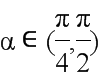 α ∈ (π/4, π/2)